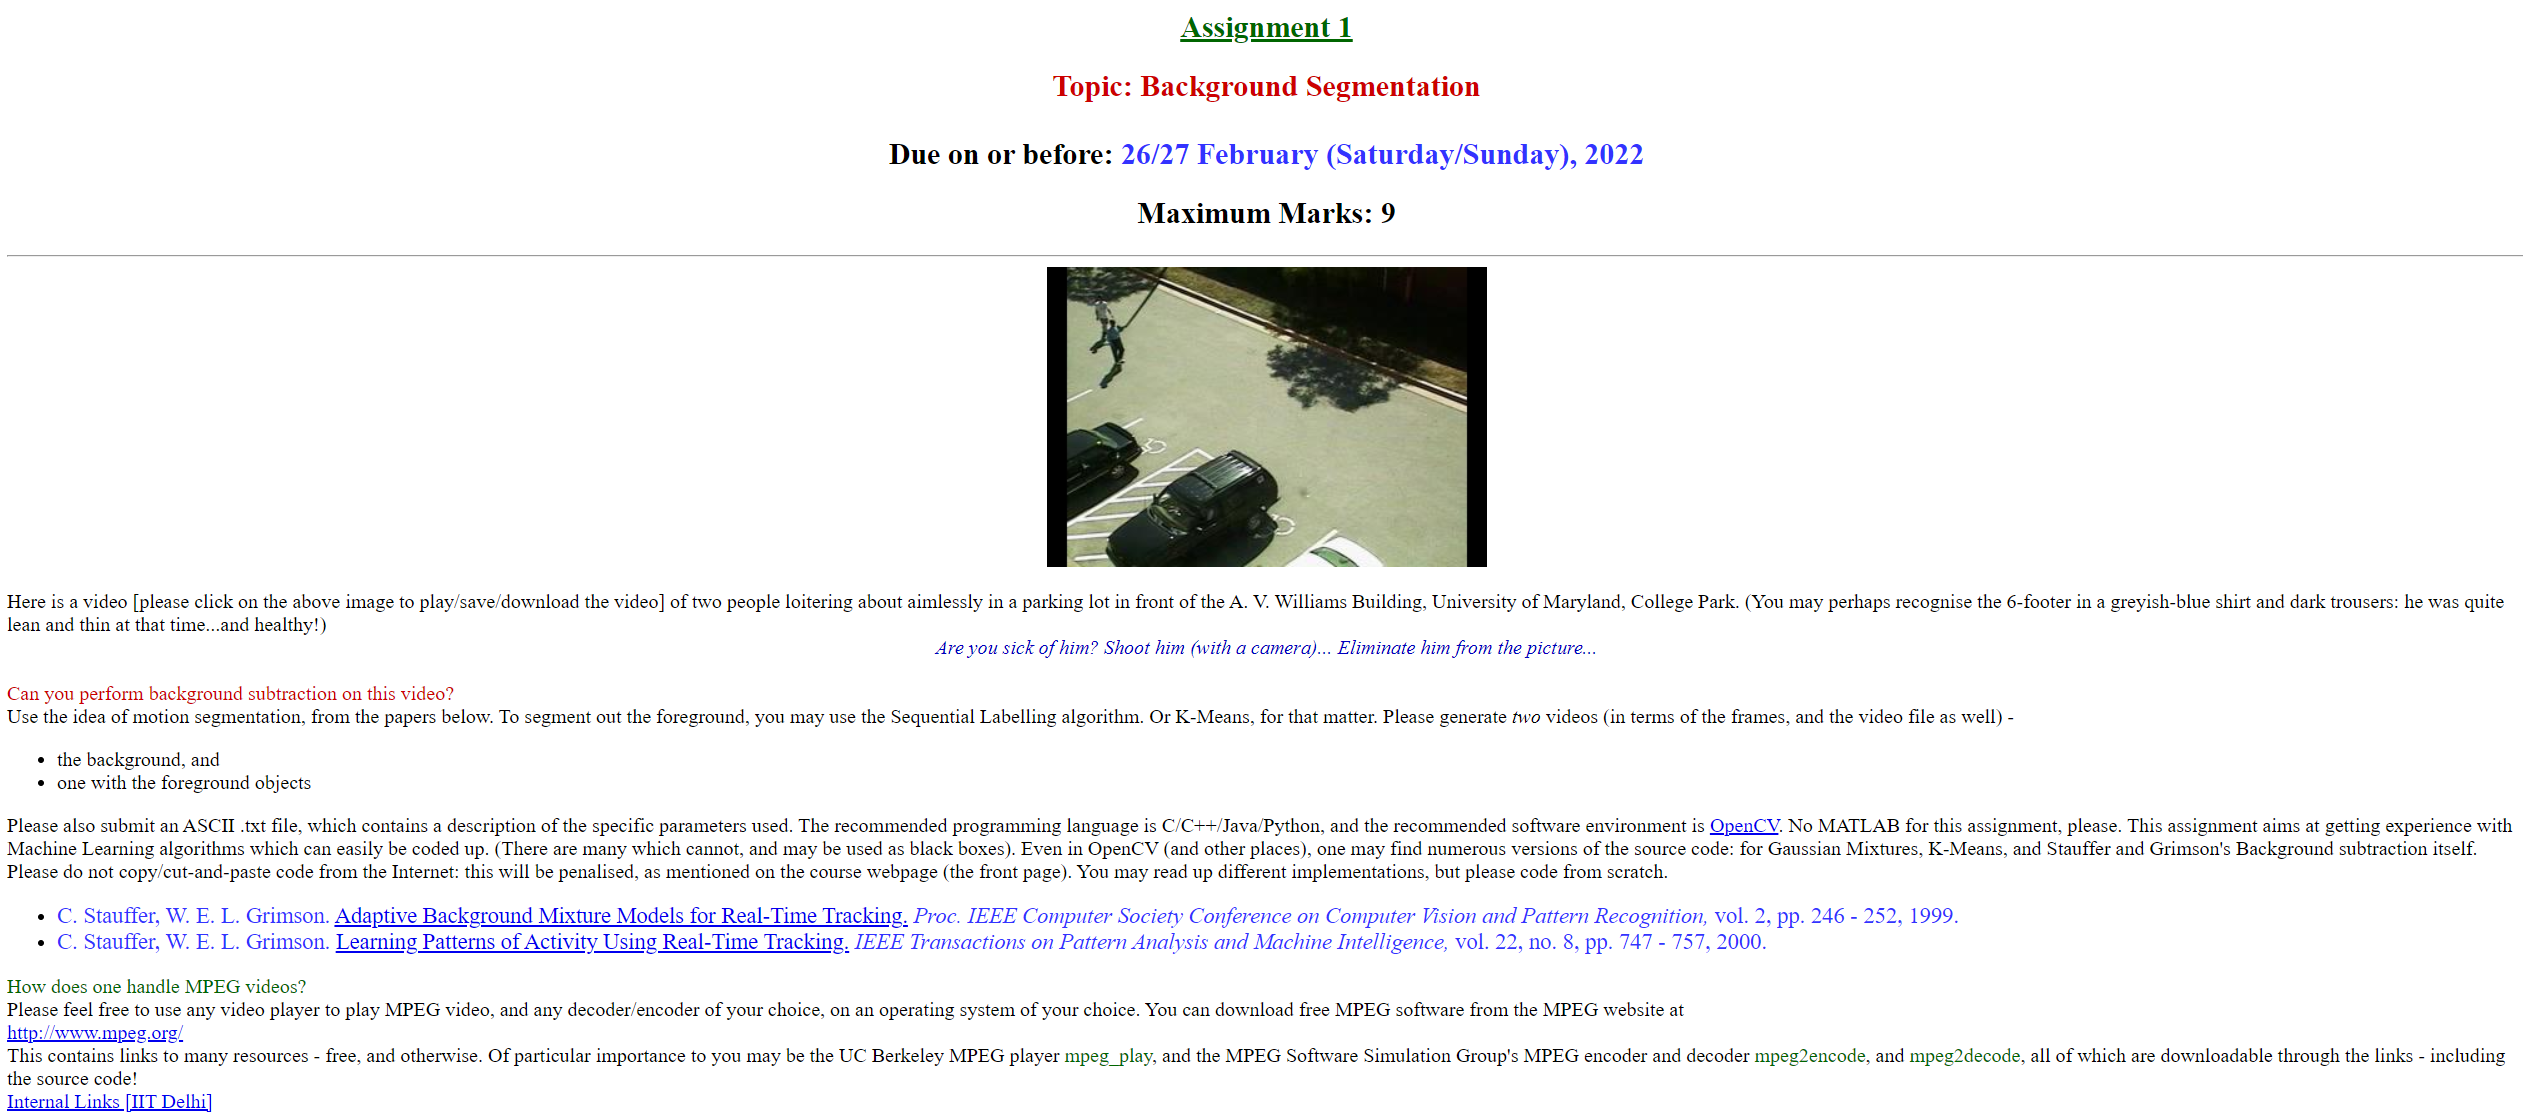 Assignment 1
Topic: Background Segmentation
Due on or before: 26/27 February (Saturday/Sunday), 2022
Maximum Marks: 9
Here is a video [please click on the above image to play/save/download the video] of two people loitering about aimlessly in a parking lot in front of the A. V. Williams Building, University of Maryland, College Park. (You may perhaps recognise the 6-footer in a greyish-blue shirt and dark trousers: he was quite
lean and thin at that time...and healthy!)
Are you sick of him? Shoot him (with a camera)... Eliminate him from the picture...
Can you perform background subtraction on this video?
Use the idea of motion segmentation, from the papers below. To segment out the foreground, you may use the Sequential Labelling algorithm. Or K-Means, for that matter. Please generate two videos (in terms of the frames, and the video file as well) -
• the background, and
• one with the foreground objects
Please also submit an ASCII .txt file, which contains a description of the specific parameters used. The recommended programming language is C/C++/Java/Python, and the recommended software environment is OpenCV. No MATLAB for this assignment, please. This assignment aims at getting experience with
Machine Learning algorithms which can easily be coded up. (There are many which cannot, and may be used as black boxes). Even in OpenCV (and other places), one may find numerous versions of the source code: for Gaussian Mixtures, K-Means, and Stauffer and Grimson's Background subtraction itself.
Please do not copy/cut-and-paste code from the Internet: this will be penalised, as mentioned on the course webpage (the front page). You may read up different implementations, but please code from scratch.
• C. Stauffer, W. E. L. Grimson. Adaptive Background Mixture Models for Real-Time Tracking. Proc. IEEE Computer Society Conference on Computer Vision and Pattern Recognition, vol. 2, pp. 246 - 252, 1999.
• C. Stauffer, W. E. L. Grimson. Learning Patterns of Activity Using Real-Time Tracking. IEEE Transactions on Pattern Analysis and Machine Intelligence, vol. 22, no. 8, pp. 747 - 757, 2000.
How does one handle MPEG videos?
Please feel free to use any video player to play MPEG video, and any decoder/encoder of your choice, on an operating system of your choice. You can download free MPEG software from the MPEG website at
http://www.mpeg.org/
This contains links to many resources - free, and otherwise. Of particular importance to you may be the UC Berkeley MPEG player mpeg_play, and the MPEG Software Simulation Group's MPEG encoder and decoder mpeg2encode, and mpeg2decode, all of which are downloadable through the links - including
the source code!
Internal Links [IIT Delhi]